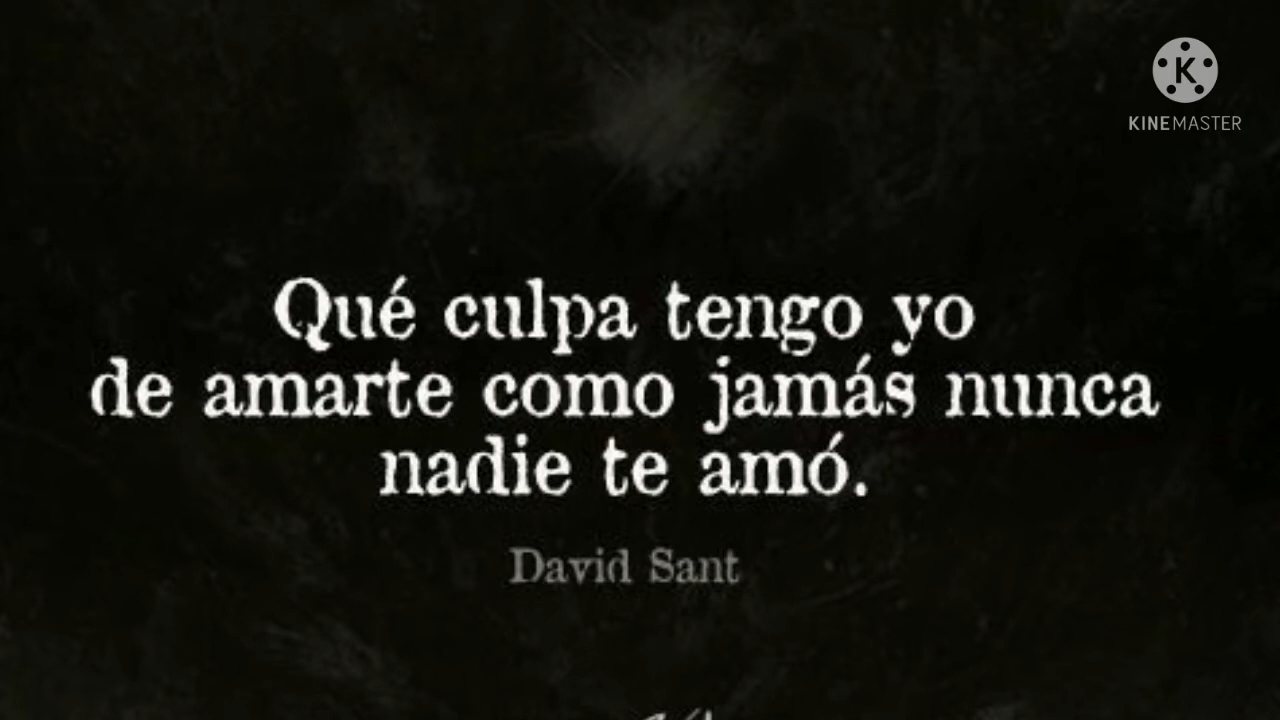 KINEMASTER
Qué culpa tengo yo
de amarte como jamás nunca
nadie te amó.
David Sant